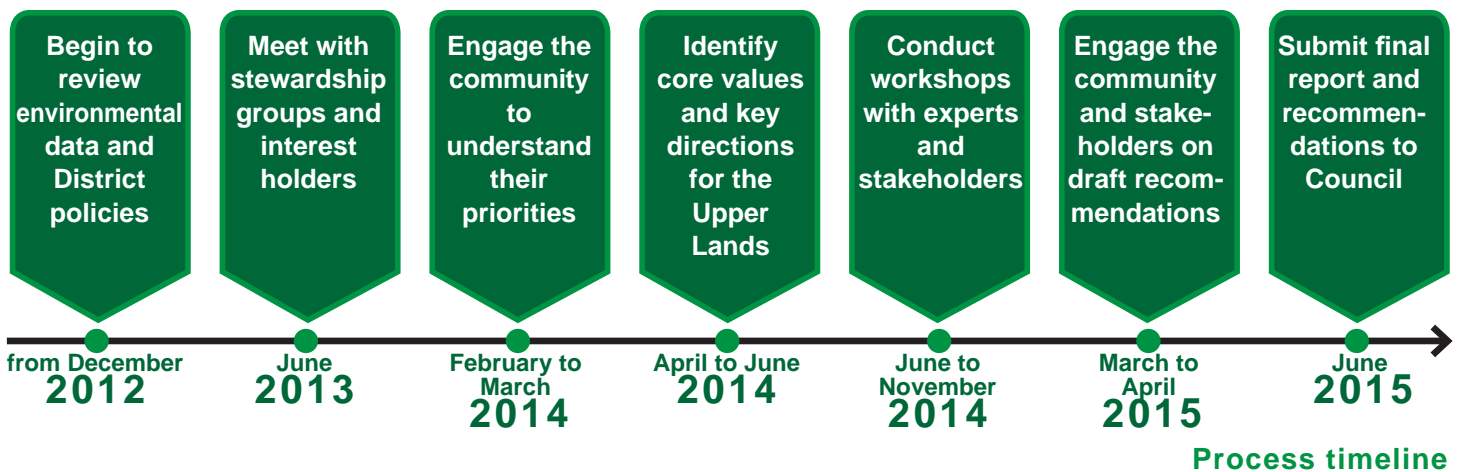 Begin to
review
environmental
data and
District
policies
Meet with
stewardship
groups and
interest
holders
Engage the
community
to
understand
their
priorities
Identify
core values
and key
directions
for the
Upper
Lands
Conduct
workshops
with experts
and
stakeholders
Engage the
community
and stake-
holders on
draft recom-
mendations
Submit final
report and
recommen-
dations to
Council
from December
2012
June
2013
February to
March
2014
April to June
2014
June to
November
2014
March to
April
2015
June
2015
Process timeline